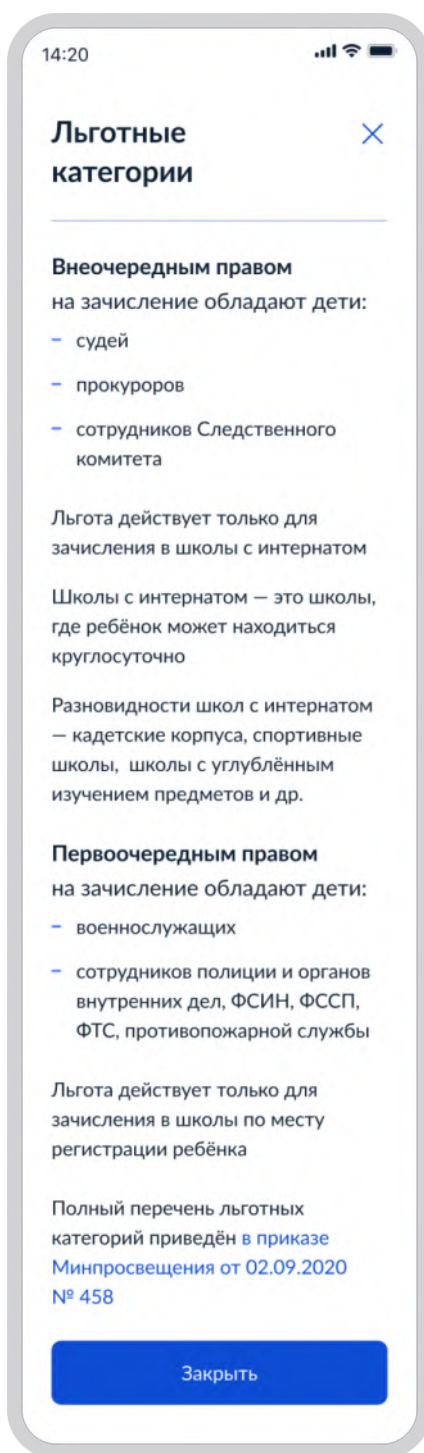 14:20
Льготные
категории
Внеочередным правом
на зачисление обладают дети:
– судей
– прокуроров
– сотрудников Следственного
комитета
Льгота действует только для
зачисления в школы с интернатом
Школы с интернатом — это школы,
где ребёнок может находиться
круглосуточно
Разновидности школ с интернатом
— кадетские корпуса, спортивные
школы, школы с углублённым
изучением предметов и др.
Первоочередным правом
на зачисление обладают дети:
– военнослужащих
– сотрудников полиции и органов
внутренних дел, ФСИН, ФССП,
ФТС, противопожарной службы
Льгота действует только для
зачисления в школы по месту
регистрации ребёнка
Полный перечень льготных
категорий приведён в приказе
Минпросвещения от 02.09.2020
№ 458
Закрыть